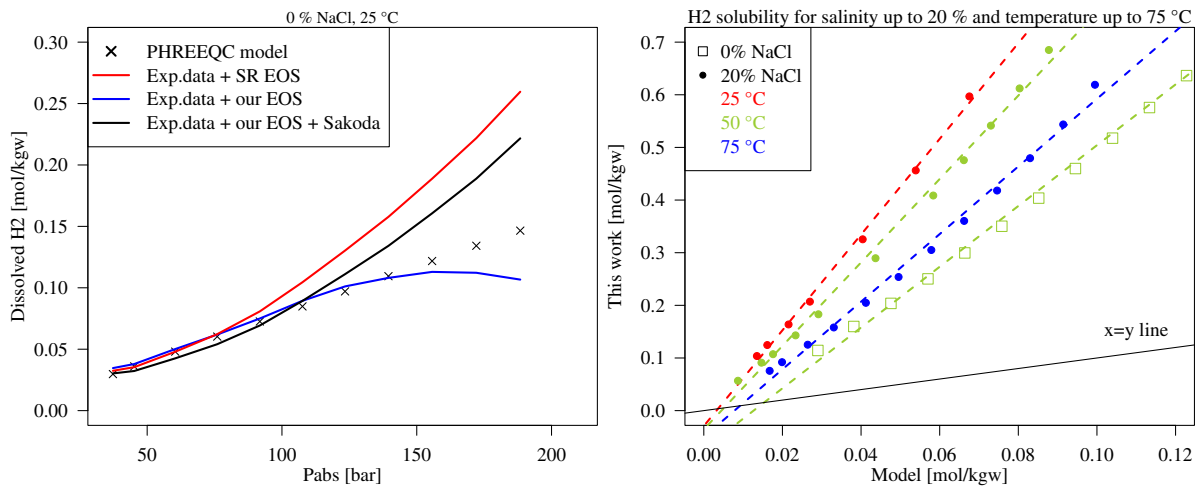 0 % NaCl, 25 °C
Dissolved H2 [mol/kgw]
0.30
0.25
0.20
0.15
0.10
0.05
0.00
PHREEQC model
Exp.data + SR EOS
Exp.data + our EOS
Exp.data + our EOS + Sakoda
50
100
150
200
Pabs [bar]
H2 solubility for salinity up to 20 % and temperature up to 75 °C
This work [mol/kgw]
0.7
0.6
0.5
0.4
0.3
0.2
0.1
0.0
0% NaCl
20% NaCl
25 °C
50 °C
75 °C
x=y line
0.00
0.02
0.04
0.06
0.08
0.10
0.12
Model [mol/kgw]